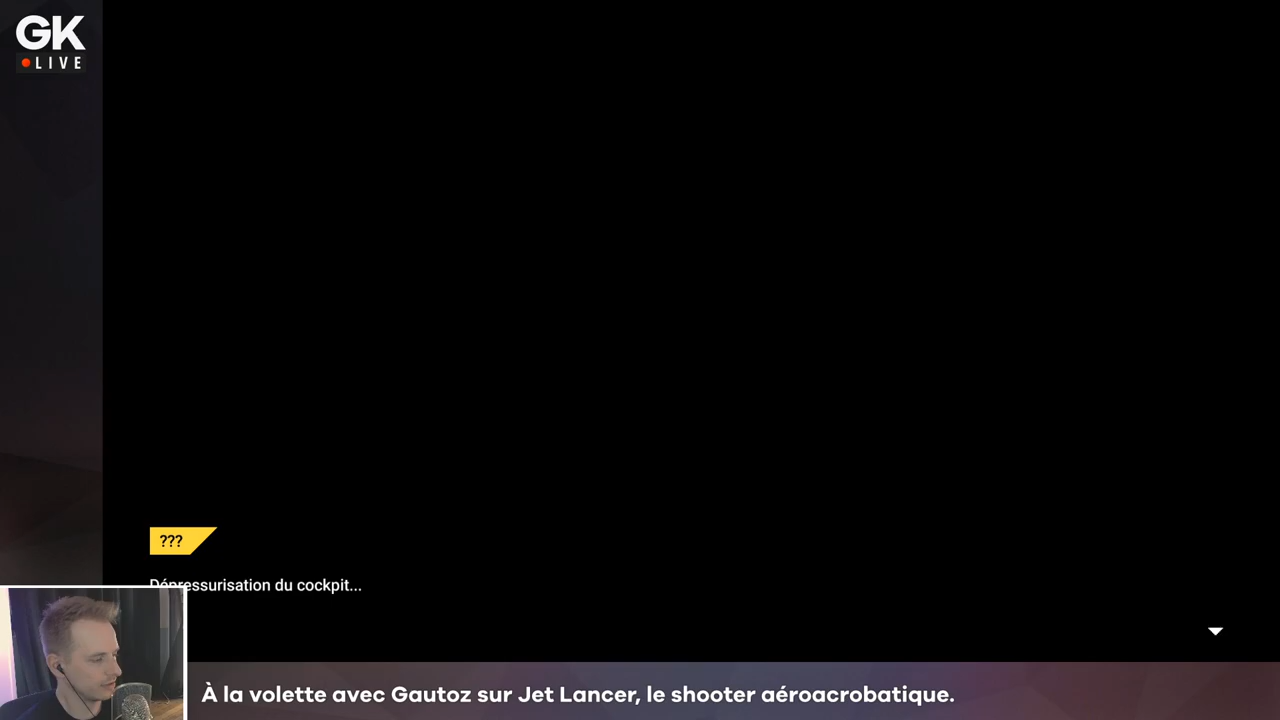 GK
LIVE
???
Dépressurisation du cockpit...
À la volette avec Gautoz sur Jet Lancer, le shooter aéroacrobatique.